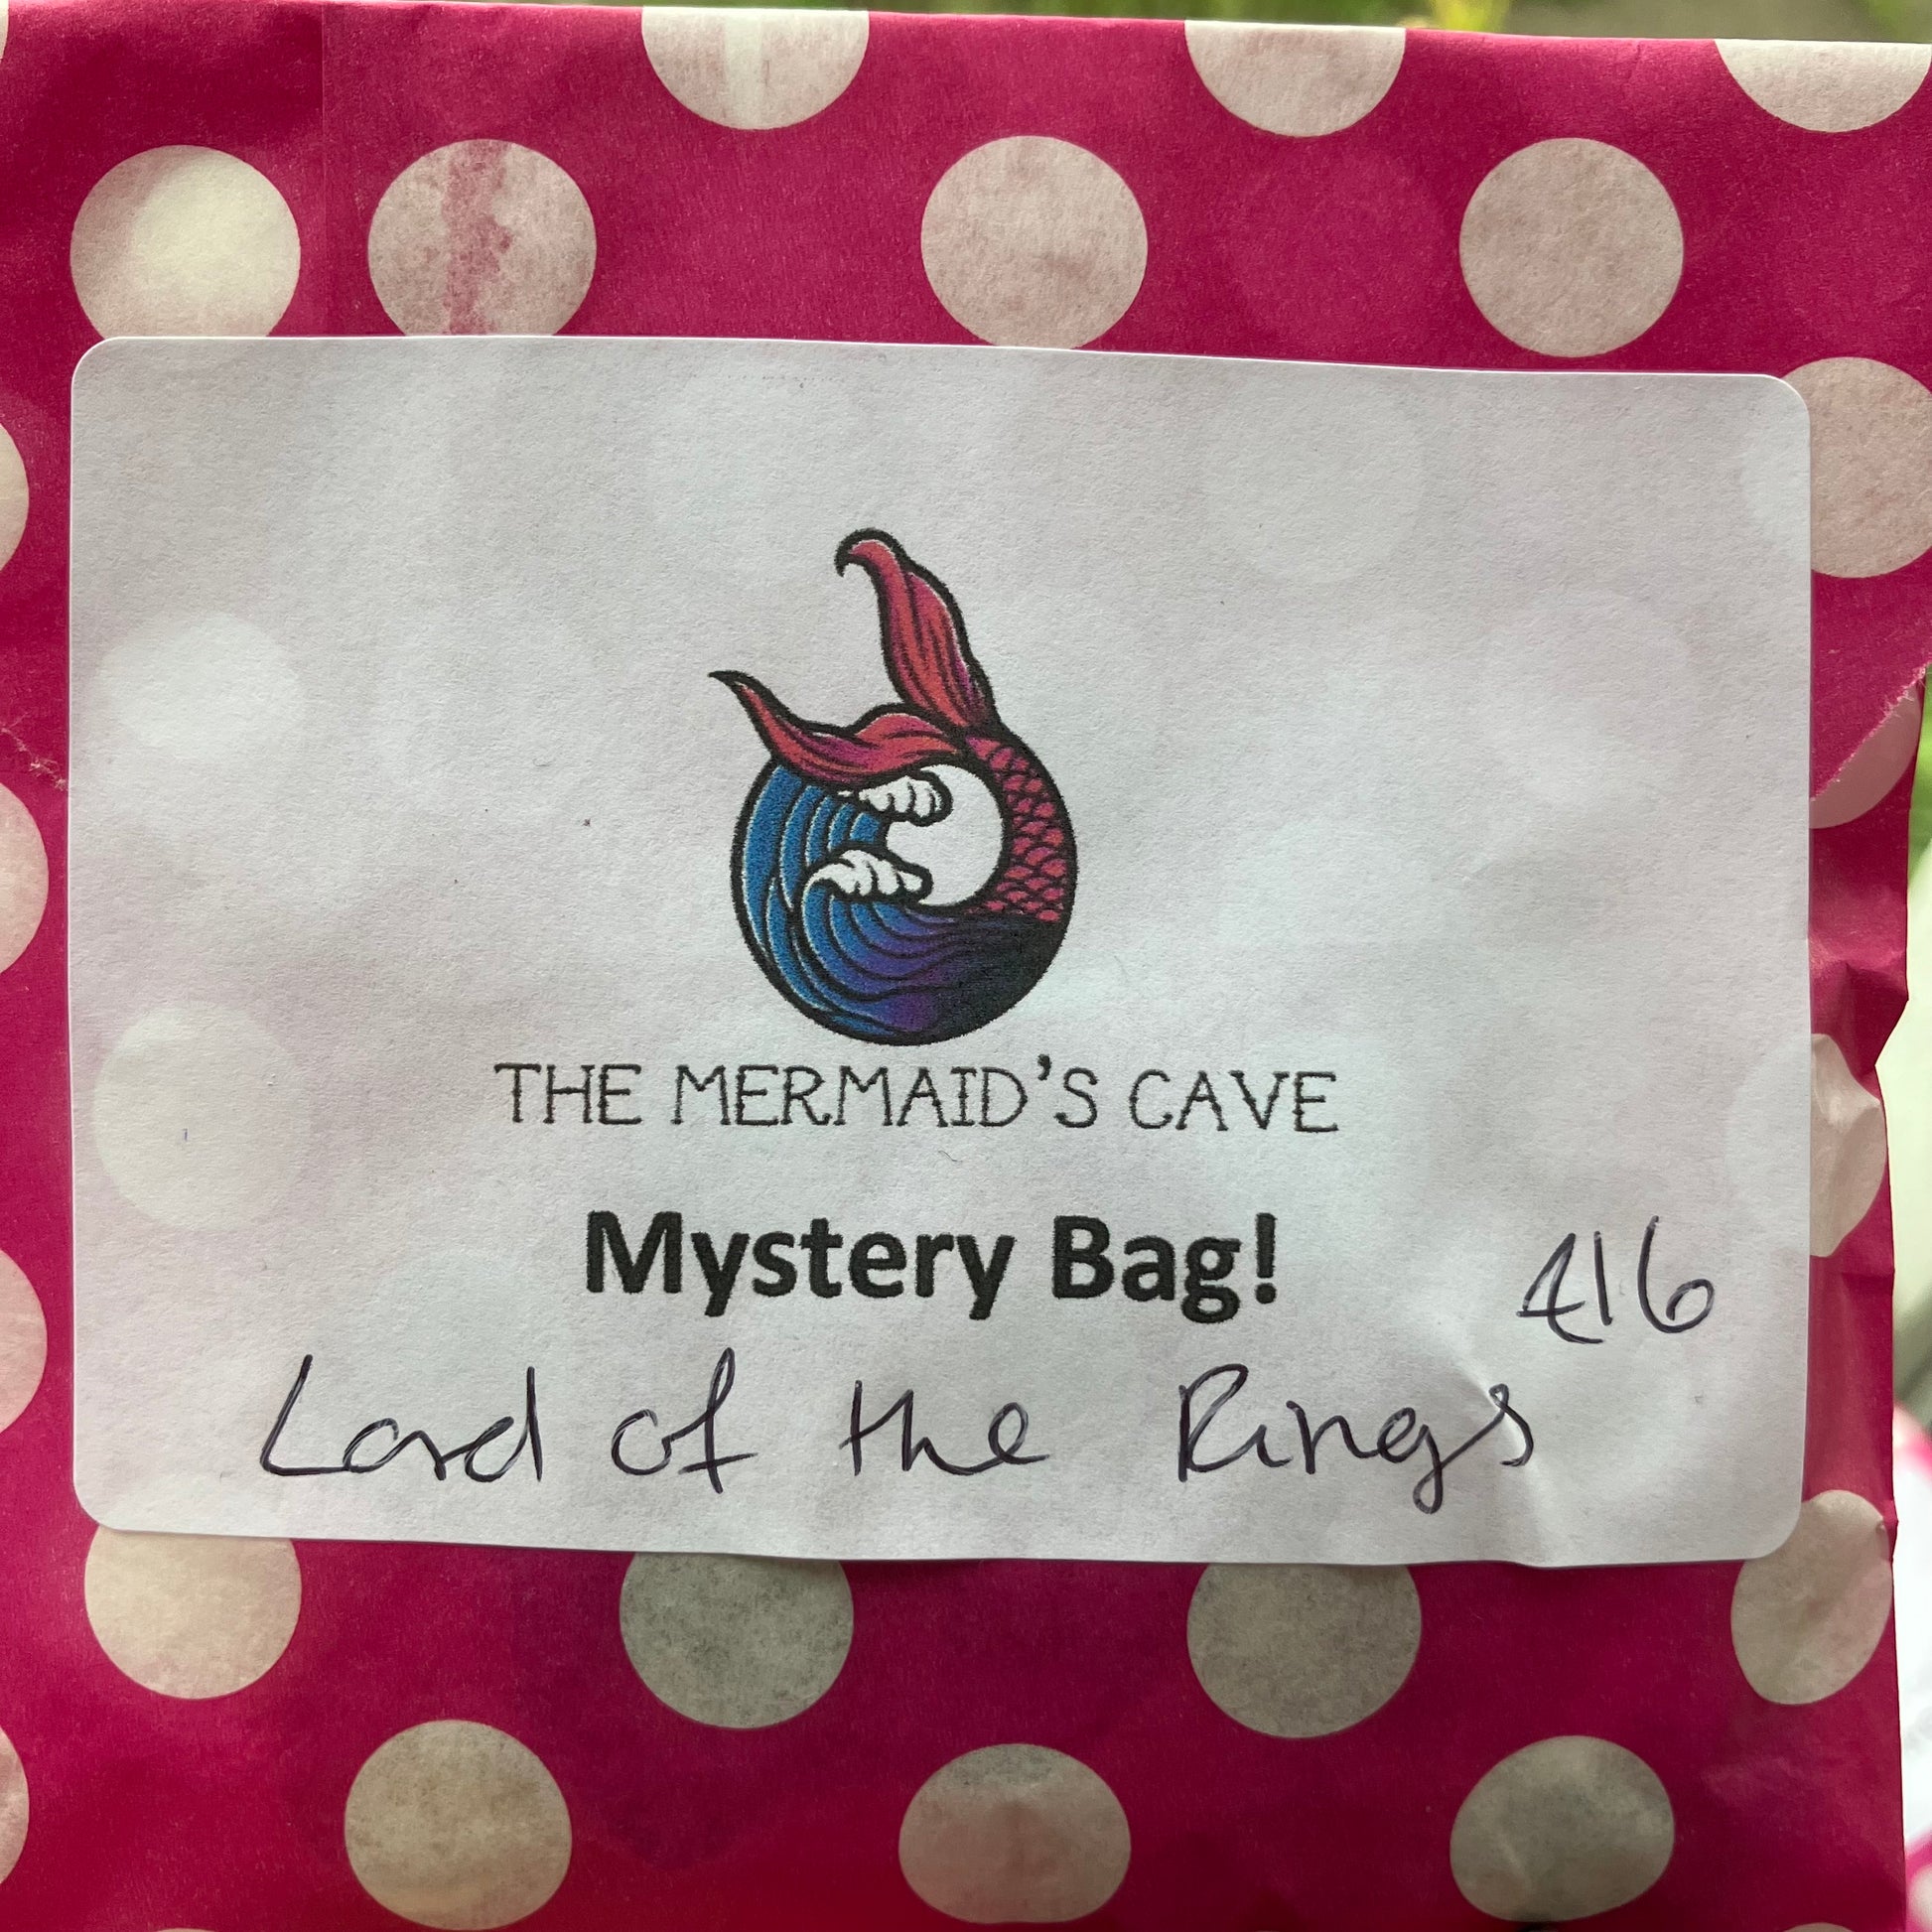 THE MERMAID'S CAVE
Mystery Bag!
£16
Lord of the Rings